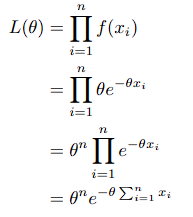 L(θ) = ∏_{i=1}^{n} f(x_i)
= ∏_{i=1}^{n} θe^{−θx_i}
= θ^n ∏_{i=1}^{n} e^{−θx_i}
= θ^n e^{−θ ∑_{i=1}^{n} x_i}